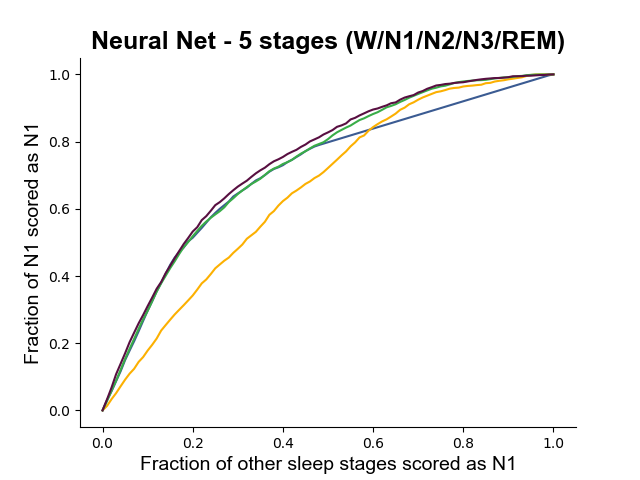 Neural Net - 5 stages (W/N1/N2/N3/REM)
Fraction of N1 scored as N1
1.0
0.8
0.6
0.4
0.2
0.0
0.0 0.2 0.4 0.6 0.8 1.0
Fraction of other sleep stages scored as N1